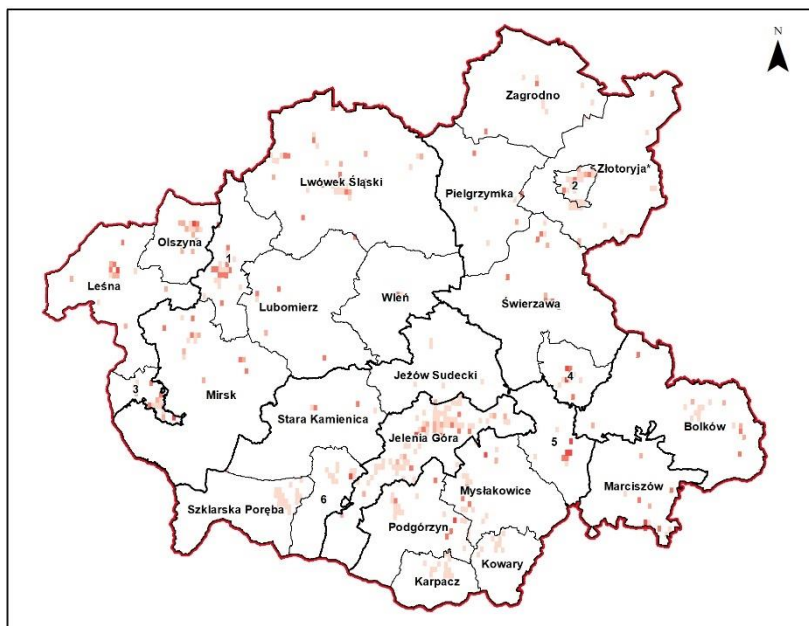 N
Zagrodno
Złotoryja*
2
Lwówek Śląski
Pielgrzymka
Olszyna
1
Leśna
Lubomierz
Wleń
Świerzawa
Jeżów Sudecki
4
3
Mirsk
Stara Kamienica
Bolków
Jelenia Góra
5
Marciszów
Mysłakowice
6
Szklarska Poręba
Podgórzyn
Kowary
Karpacz